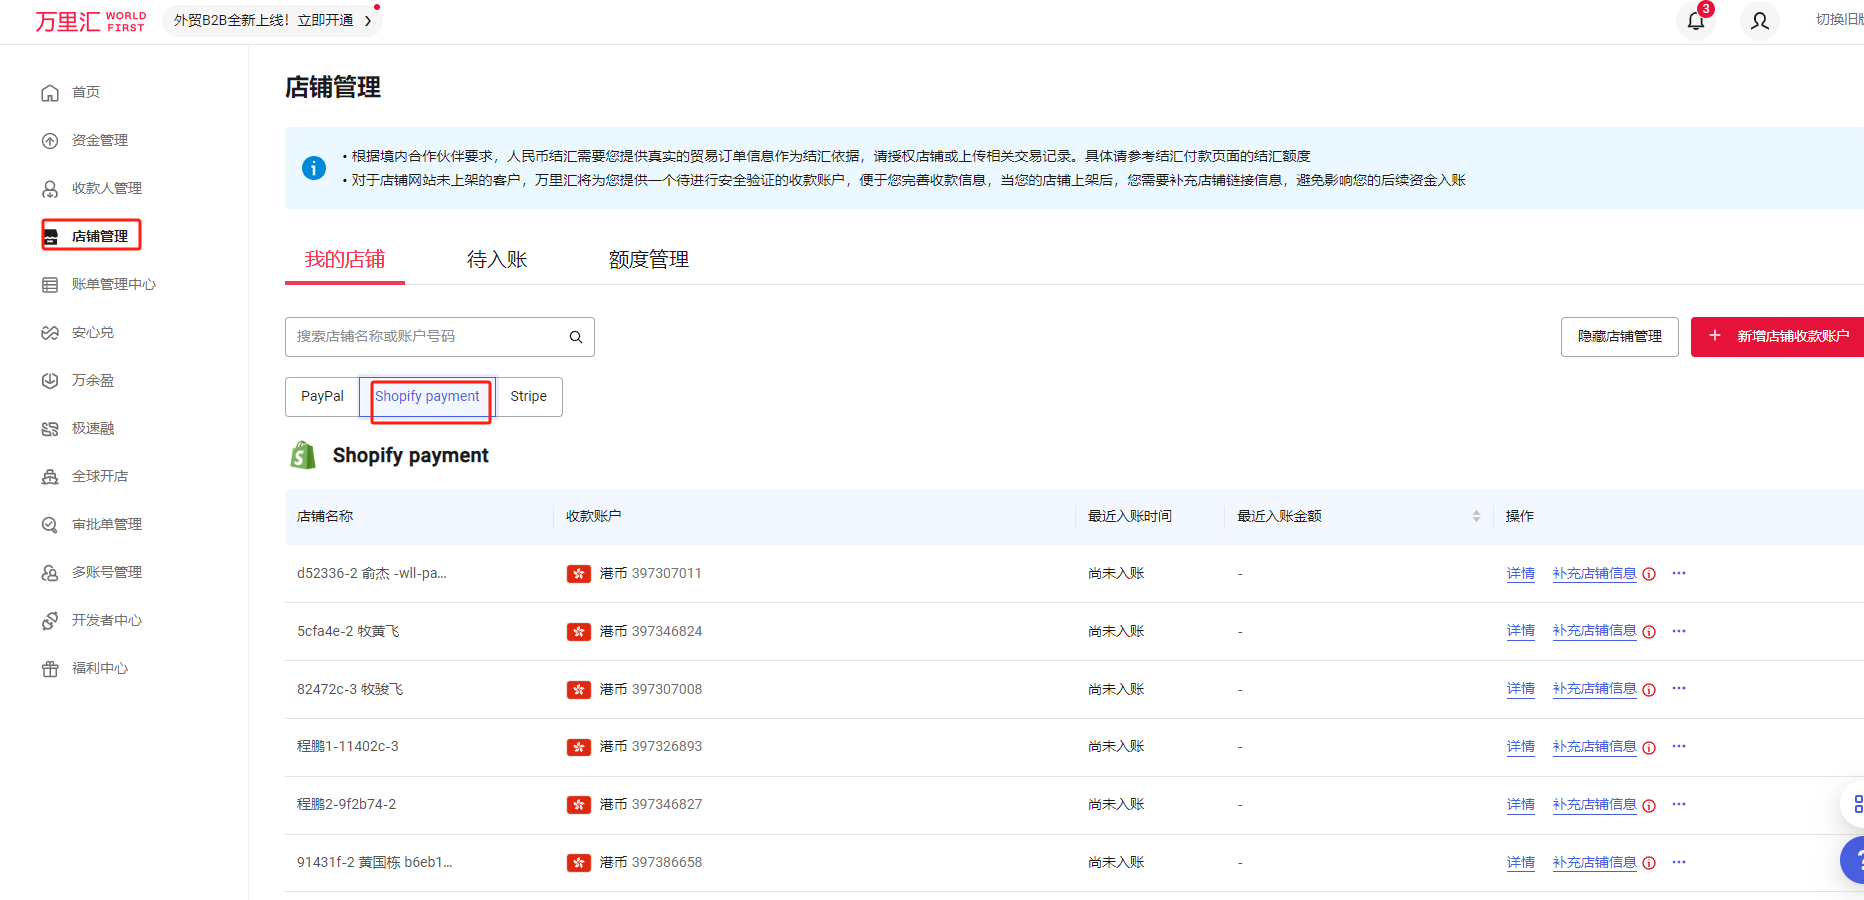 万里汇 WORLD FIRST
外贸B2B全新上线！立即开通
3
切换旧版
首页
资金管理
收款人管理
店铺管理
账单管理中心
安心兑
万余盈
极速融
全球开店
审批单管理
多账号管理
开发者中心
福利中心
店铺管理
• 根据境内合作伙伴要求，人民币结汇需要您提供真实的贸易订单信息作为结汇依据，请授权店铺或上传相关交易记录。具体请参考结汇付款页面的结汇额度
• 对于店铺网站未上架的客户，万里汇将为您提供一个待进行安全验证的收款账户，便于您完善收款信息，当您的店铺上架后，您需要补充店铺链接信息，避免影响您的后续资金入账
我的店铺 待入账 额度管理
搜索店铺名称或账户号码
隐藏店铺管理 + 新增店铺收款账户
PayPal Shopify payment Stripe
Shopify payment
店铺名称 收款账户 最近入账时间 最近入账金额 操作
d52336-2 俞杰 -wll-pa... 港币 397307011 尚未入账 - 详情 补充店铺信息 ...
5cfa4e-2 牧黄飞 港币 397346824 尚未入账 - 详情 补充店铺信息 ...
82472c-3 牧骏飞 港币 397307008 尚未入账 - 详情 补充店铺信息 ...
程鹏1-11402c-3 港币 397326893 尚未入账 - 详情 补充店铺信息 ...
程鹏2-9f2b74-2 港币 397346827 尚未入账 - 详情 补充店铺信息 ...
91431f-2 黄国栋 b6eb1... 港币 397386658 尚未入账 - 详情 补充店铺信息 ...